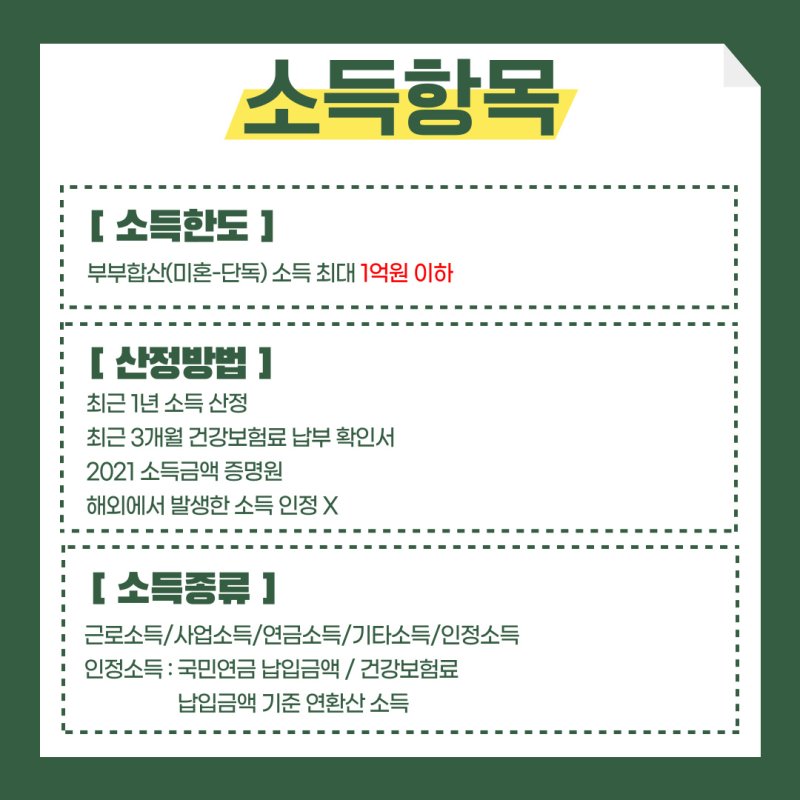 소득항목
[ 소득한도 ]
부부합산(미혼-단독) 소득 최대 1억원 이하
[ 산정방법 ]
최근 1년 소득 산정
최근 3개월 건강보험료 납부 확인서
2021 소득금액 증명원
해외에서 발생한 소득 인정 X
[ 소득종류 ]
근로소득/사업소득/연금소득/기타소득/인정소득
인정소득 : 국민연금 납입금액 / 건강보험료
납입금액 기준 연환산 소득